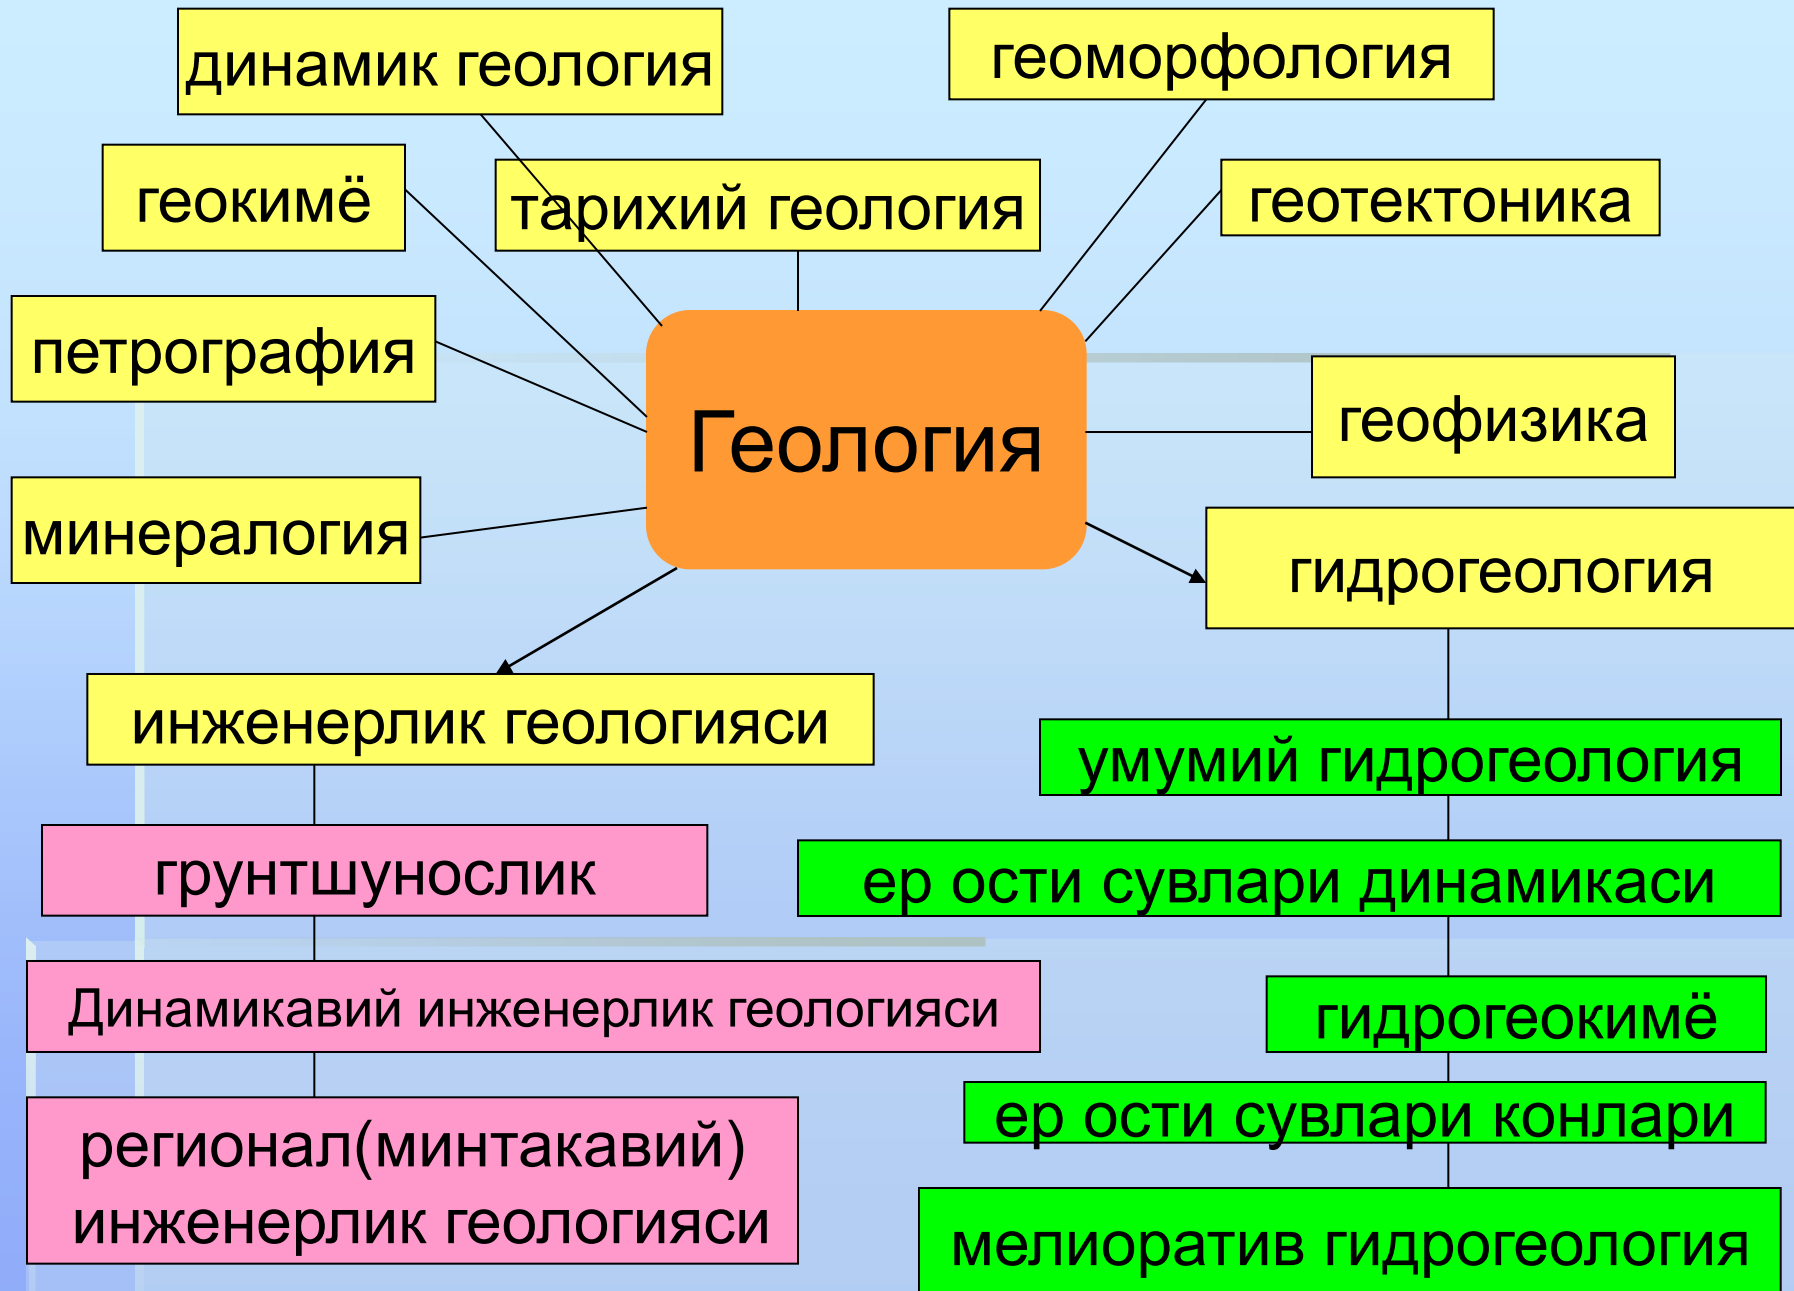 динамик геология
геоморфология
геокимё
тарихий геология
геотектоника
петрография
Геология
геофизика
минералогия
гидрогеология
инженерлик геологияси
умумий гидрогеология
грунтшунослик
ер ости сувлари динамикаси
Динамикавий инженерлик геологияси
гидрогеокимё
ер ости сувлари конлари
регионал(минтакавий)
инженерлик геологияси
мелиоратив гидрогеология